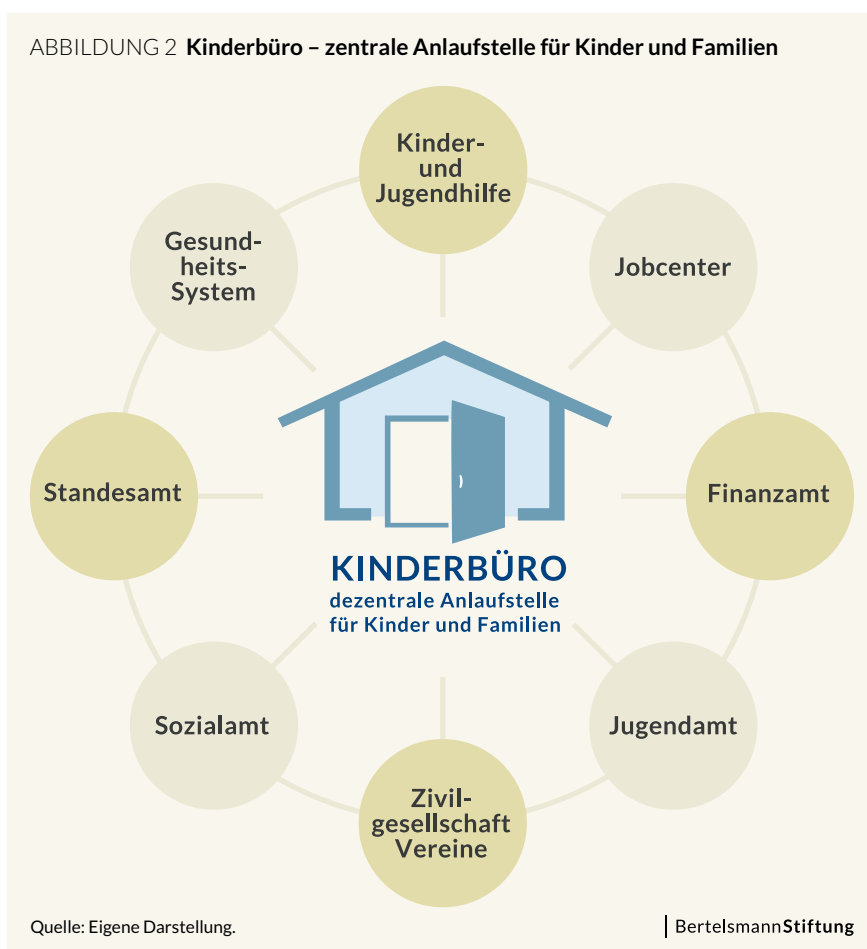 ABBILDUNG 2 Kinderbüro – zentrale Anlaufstelle für Kinder und Familien
Kinder-
und
Jugendhilfe
Gesund-
heits-
System
Jobcenter
Standesamt
Finanzamt
KINDERBÜRO
dezentrale Anlaufstelle
für Kinder und Familien
Sozialamt
Jugendamt
Zivil-
gesellschaft
Vereine
Quelle: Eigene Darstellung.
BertelsmannStiftung